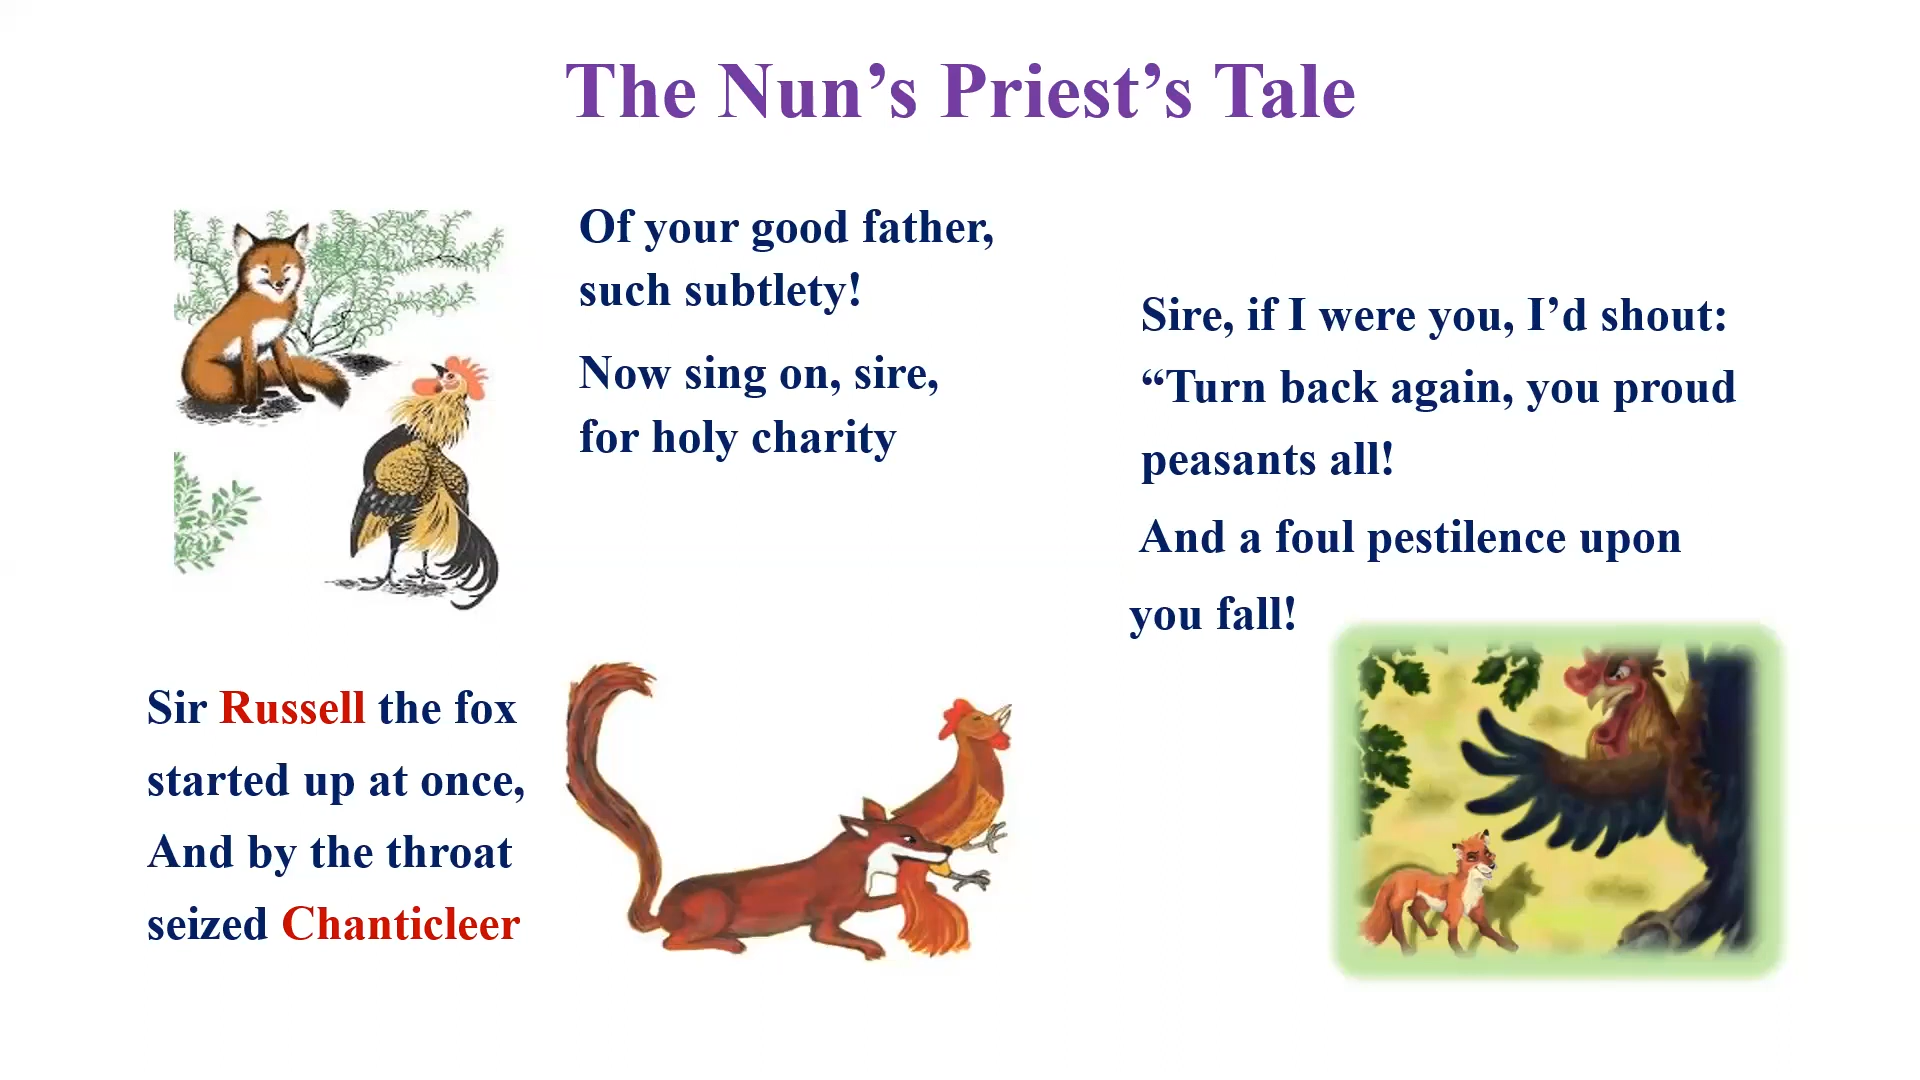 The Nun’s Priest’s Tale
Of your good father,
such subtlety!
Now sing on, sire,
for holy charity
Sir Russell the fox
started up at once,
And by the throat
seized Chanticleer
Sire, if I were you, I’d shout:
“Turn back again, you proud
peasants all!
And a foul pestilence upon
you fall!